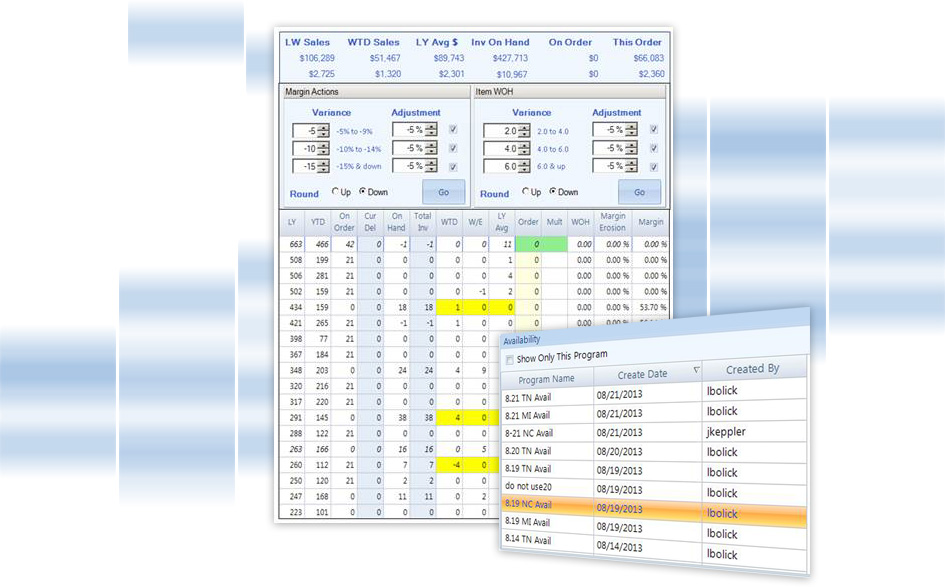 LW Sales WTD Sales LY Avg $ Inv On Hand On Order This Order
$106,289 $51,467 $89,743 $427,713 $0 $66,083
$2,725 $1,320 $2,301 $10,967 $0 $2,360
Margin Actions Item WOH
Variance Adjustment Variance Adjustment
-5 -5% to -9% -5 % 2.0 2.0 to 4.0 -5 %
-10 -10% to -14% -5 % 4.0 4.0 to 6.0 -5 %
-15 -15% & down -5 % 6.0 6.0 & up -5 %
Round Up Down Go Round Up Down Go
LY YTD On Order Cur Del On Hand Total Inv WTD W/E LY Avg Order Mult WOH Margin Erosion Margin
663 466 42 0 -1 -1 0 0 11 0 0.00 0.00 % 0.00 %
508 199 21 0 0 0 0 0 1 0 0.00 0.00 % 0.00 %
506 281 21 0 0 0 0 0 4 0 0.00 0.00 % 0.00 %
502 159 21 0 0 0 0 -1 2 0 0.00 0.00 % 0.00 %
434 159 0 0 18 18 1 0 0 0 0.00 0.00 % 53.70 %
421 265 21 0 -1 -1 1 0 0 0 0.00 0.00 %
398 77 21 0 0 0 0 0
367 184 21 0 0 0 0 0
348 203 0 0 24 24 4 9
320 216 21 0 0 0 0 0
317 220 21 0 0 0 0 0
291 145 0 0 38 38 4 0
288 122 21 0 0 0 0 0
263 166 0 0 16 16 0 5
260 112 21 0 7 7 -4 0
250 120 21 0 2 2 0 0
247 168 0 0 11 11 0 2
223 101 0 0 0 0 0 0
Availability
Show Only This Program
Program Name Create Date Created By
8.21 TN Avail 08/21/2013 lbolick
8.21 MI Avail 08/21/2013 lbolick
8-21 NC Avail 08/21/2013 jkeppler
8.20 TN Avail 08/20/2013 lbolick
8.19 TN Avail 08/19/2013 lbolick
do not use20 08/19/2013 lbolick
8.19 NC Avail 08/19/2013 lbolick
8.19 MI Avail 08/19/2013 lbolick
8.14 TN Avail 08/14/2013 lbolick